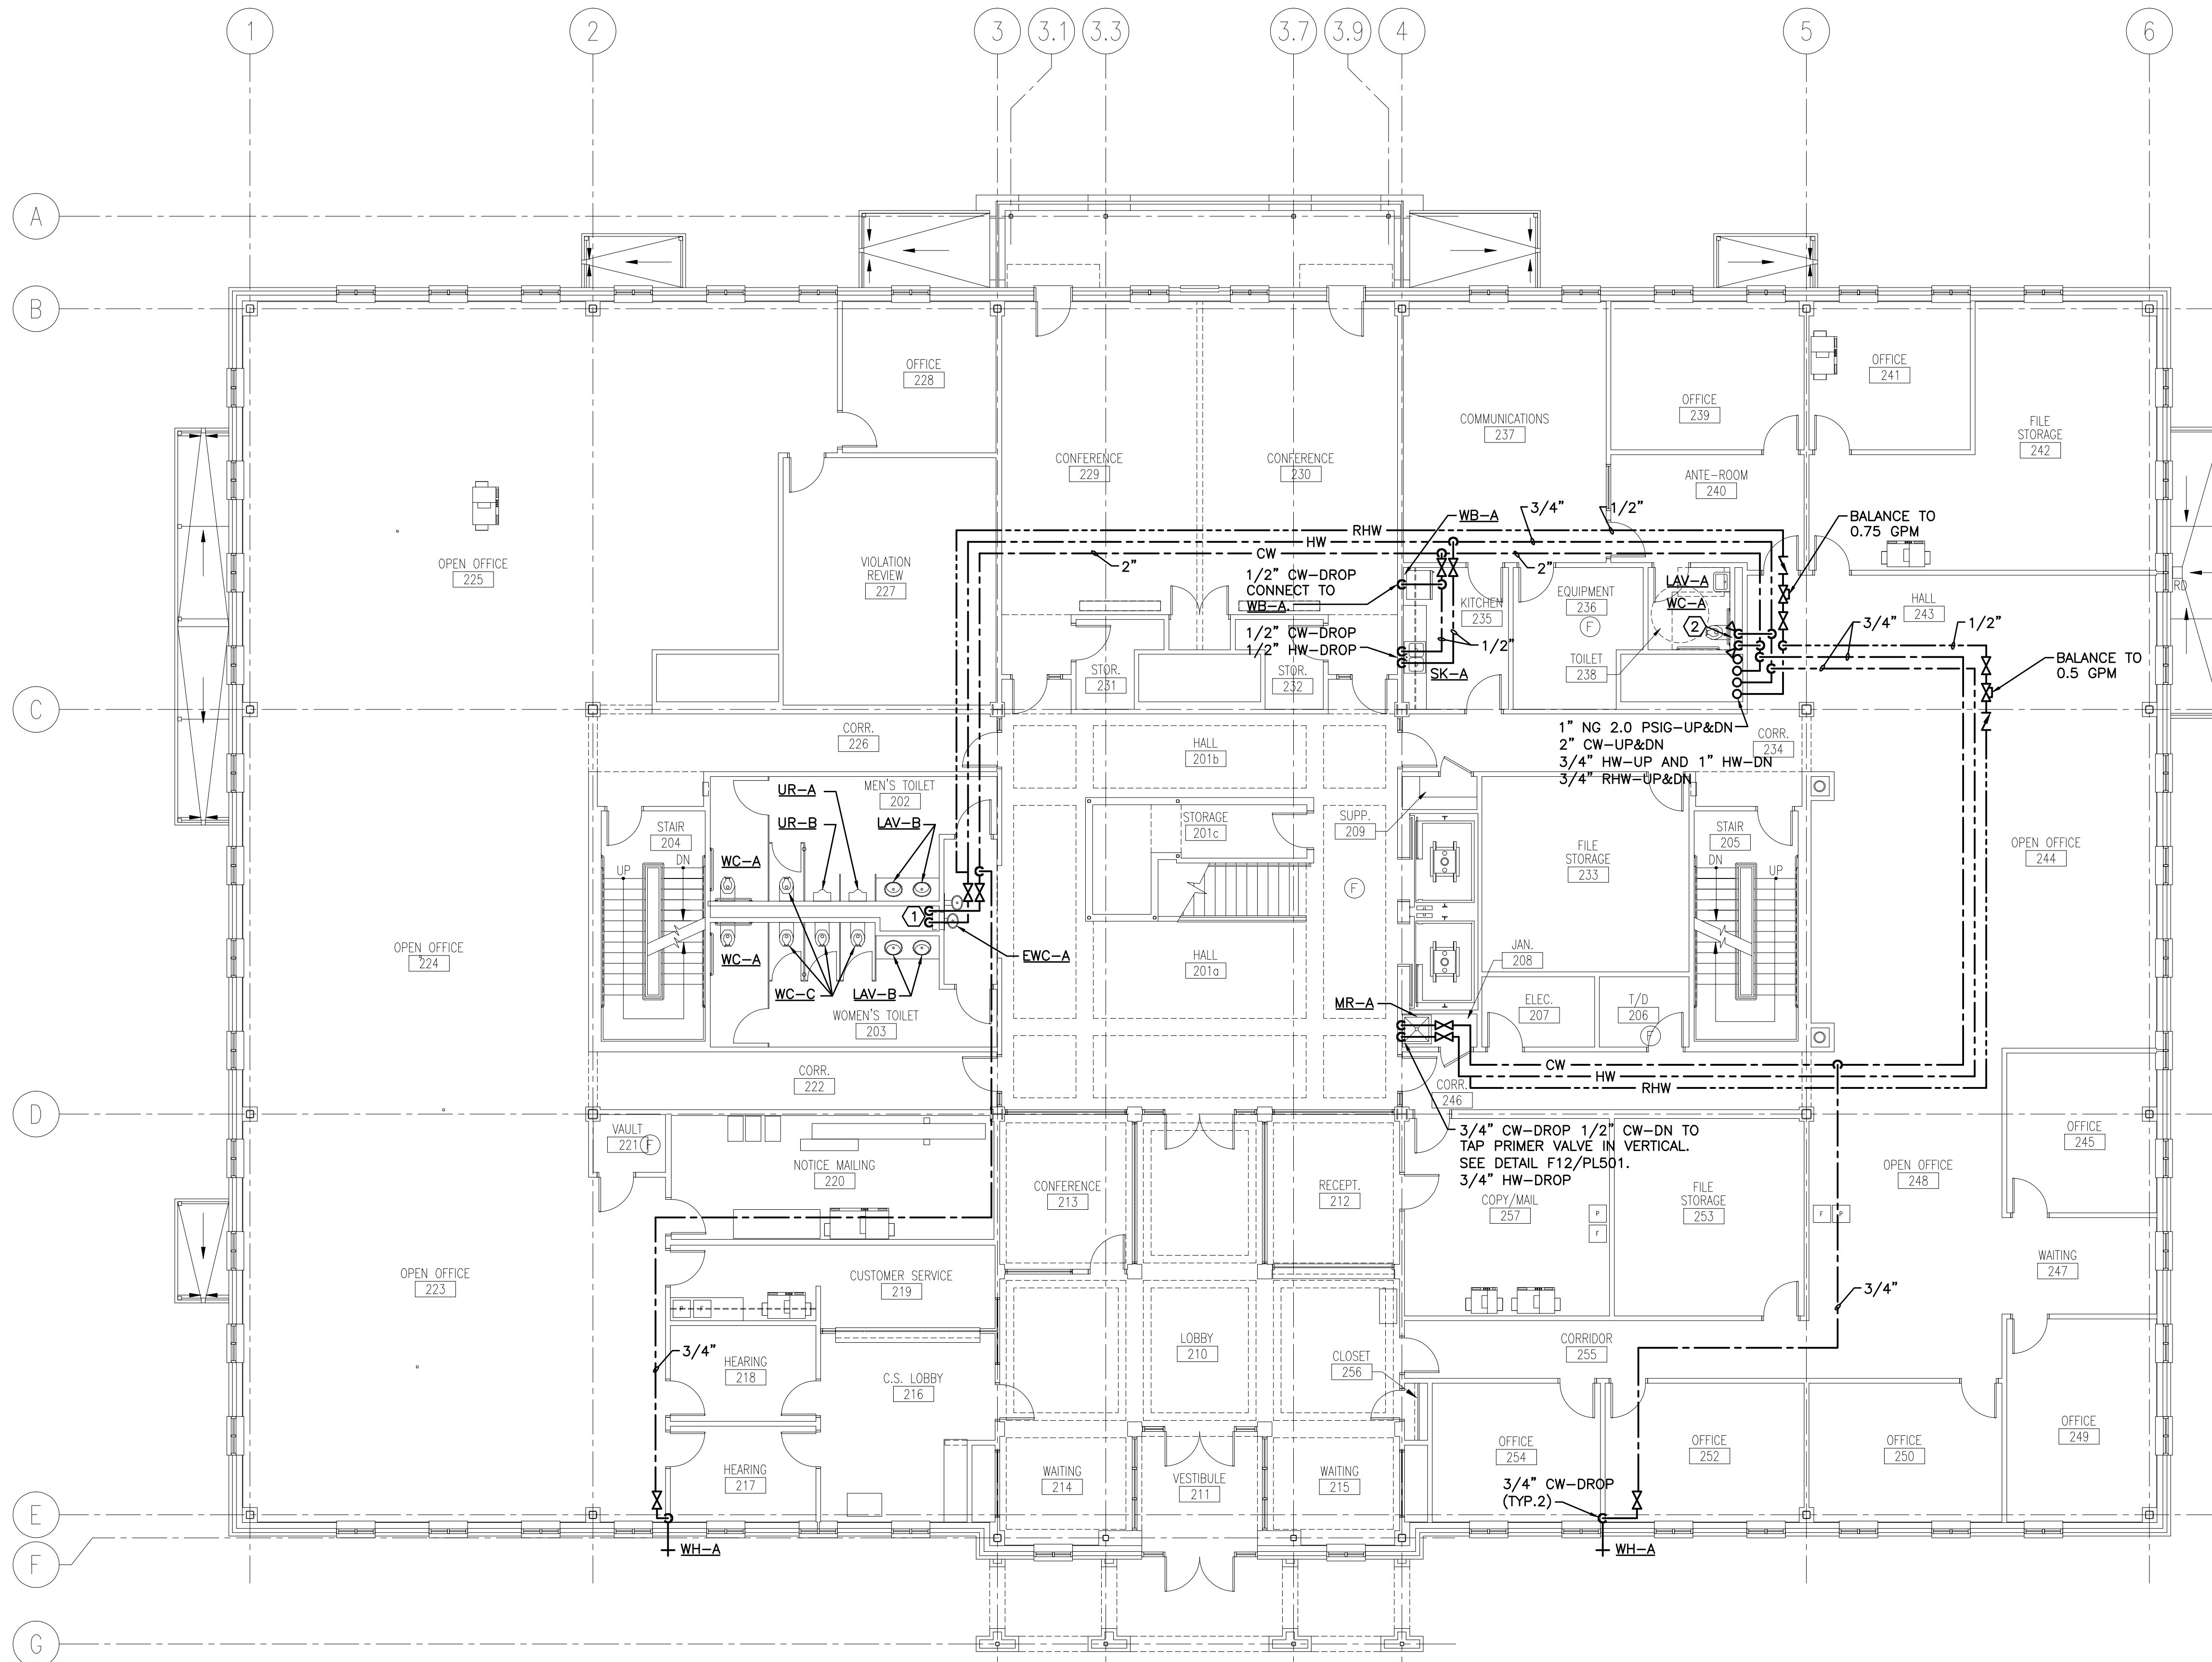 1
2
3
3.1
3.3
3.7
3.9
4
5
6
A
B
C
D
E
F
G
OFFICE
228
OFFICE
241
OFFICE
239
COMMUNICATIONS
237
FILE
STORAGE
242
CONFERENCE
229
CONFERENCE
230
ANTE-ROOM
240
OPEN OFFICE
225
VIOLATION
REVIEW
227
WB-A
3/4"
1/2"
BALANCE TO
0.75 GPM
RHW
HW
CW
2"
2"
1/2" CW-DROP
CONNECT TO
WB-A.
1/2" CW-DROP
1/2" HW-DROP
KITCHEN
235
1/2"
SK-A
EQUIPMENT
236
F
LAV-A
WC-A
2
TOILET
238
HALL
243
RD
3/4"
1/2"
BALANCE TO
0.5 GPM
STOR.
231
STOR.
232
1" NG 2.0 PSIG-UP&DN
2" CW-UP&DN
3/4" HW-UP AND 1" HW-DN
3/4" RHW-UP&DN
CORR.
234
CORR.
226
HALL
201b
MEN'S TOILET
202
UR-A
UR-B
LAV-B
WC-A
STAIR
204
UP
DN
STORAGE
201c
SUPP.
209
FILE
STORAGE
233
STAIR
205
DN
UP
OPEN OFFICE
244
F
1
EWC-A
WC-A
WC-C
LAV-B
WOMEN'S TOILET
203
OPEN OFFICE
224
HALL
201a
JAN.
208
MR-A
ELEC.
207
T/D
206
F
CORR.
222
CW
HW
RHW
CORR.
246
3/4" CW-DROP 1/2" CW-DN TO
TAP PRIMER VALVE IN VERTICAL.
SEE DETAIL F12/PL501.
3/4" HW-DROP
VAULT
221
F
NOTICE MAILING
220
CONFERENCE
213
RECEPT.
212
COPY/MAIL
257
P
F
FILE
STORAGE
253
F
P
OPEN OFFICE
248
OFFICE
245
WAITING
247
OPEN OFFICE
223
CUSTOMER SERVICE
219
P
F
3/4"
3/4"
HEARING
218
C.S. LOBBY
216
LOBBY
210
CLOSET
256
CORRIDOR
255
HEARING
217
WAITING
214
VESTIBULE
211
WAITING
215
OFFICE
254
OFFICE
252
OFFICE
250
OFFICE
249
3/4" CW-DROP
(TYP.2)
WH-A
WH-A